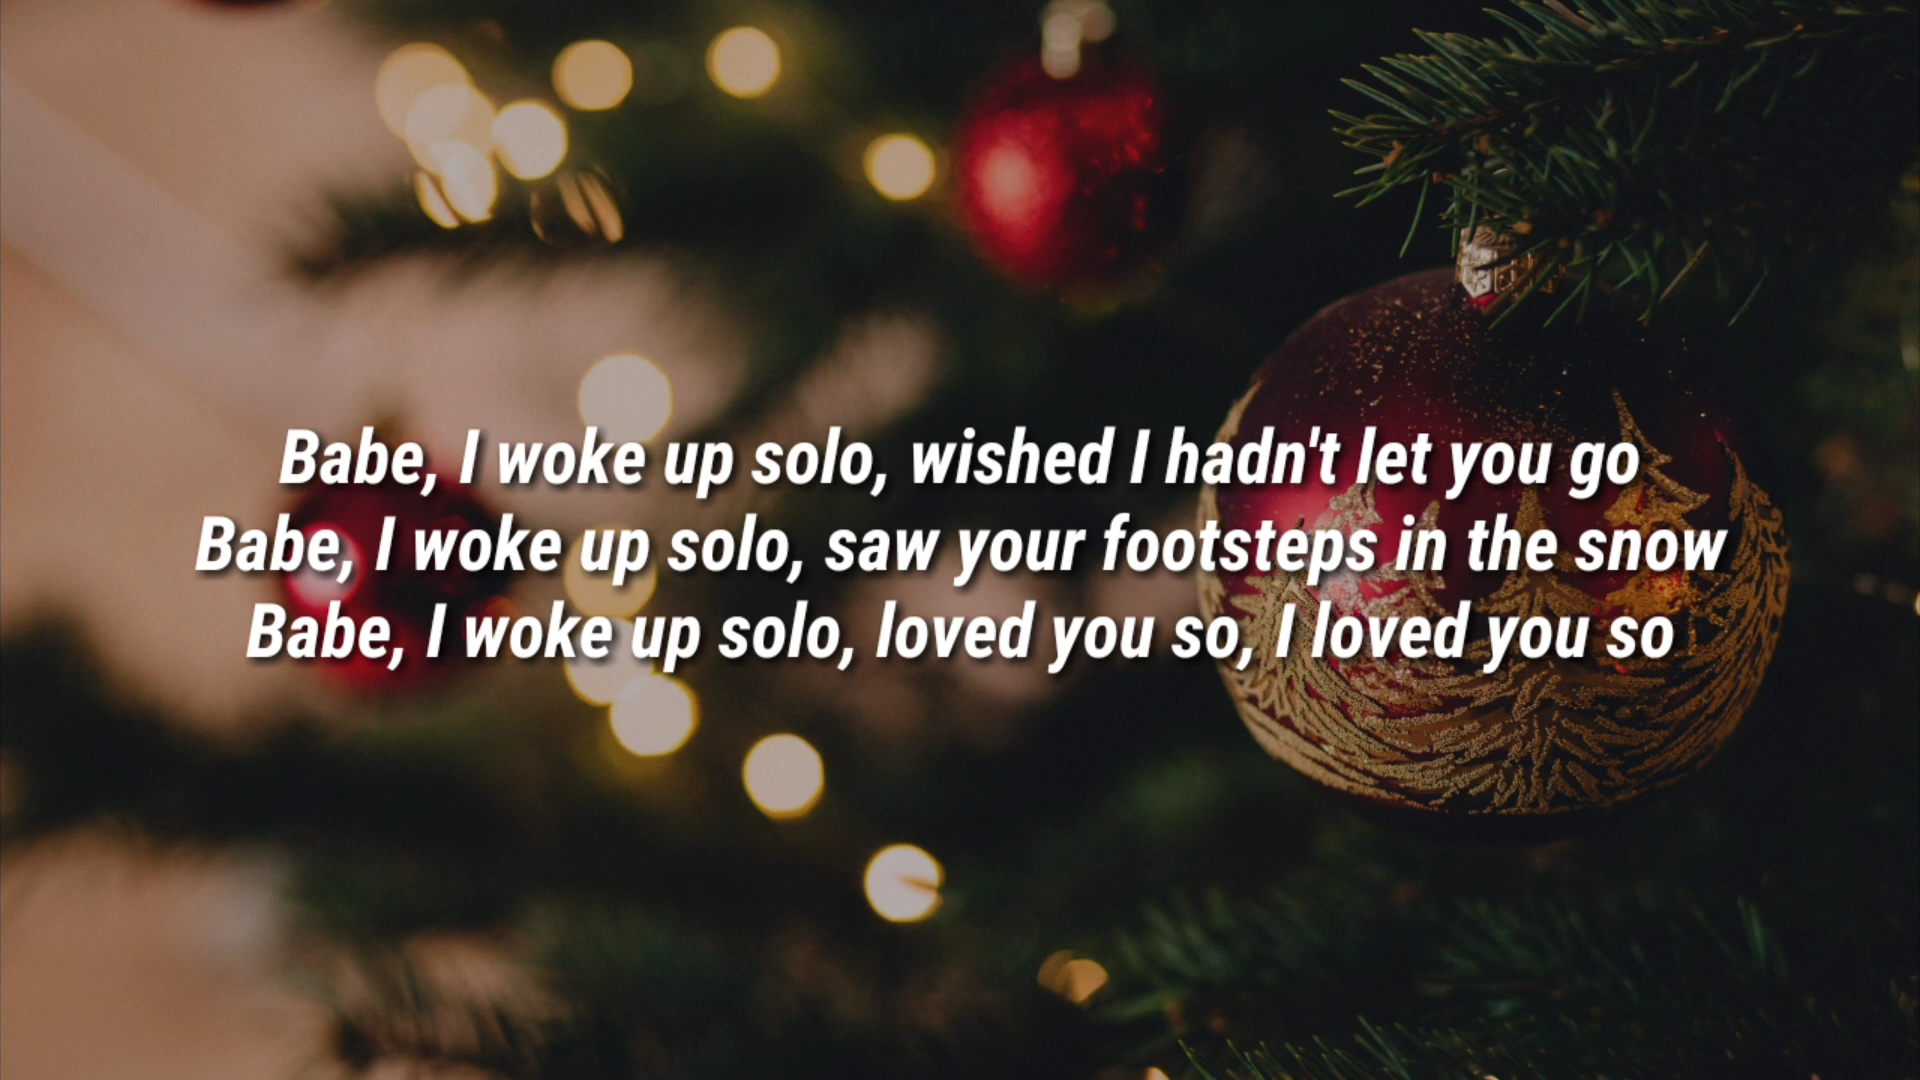 Babe, I woke up solo, wished I hadn't let you go
Babe, I woke up solo, saw your footsteps in the snow
Babe, I woke up solo, loved you so, I loved you so